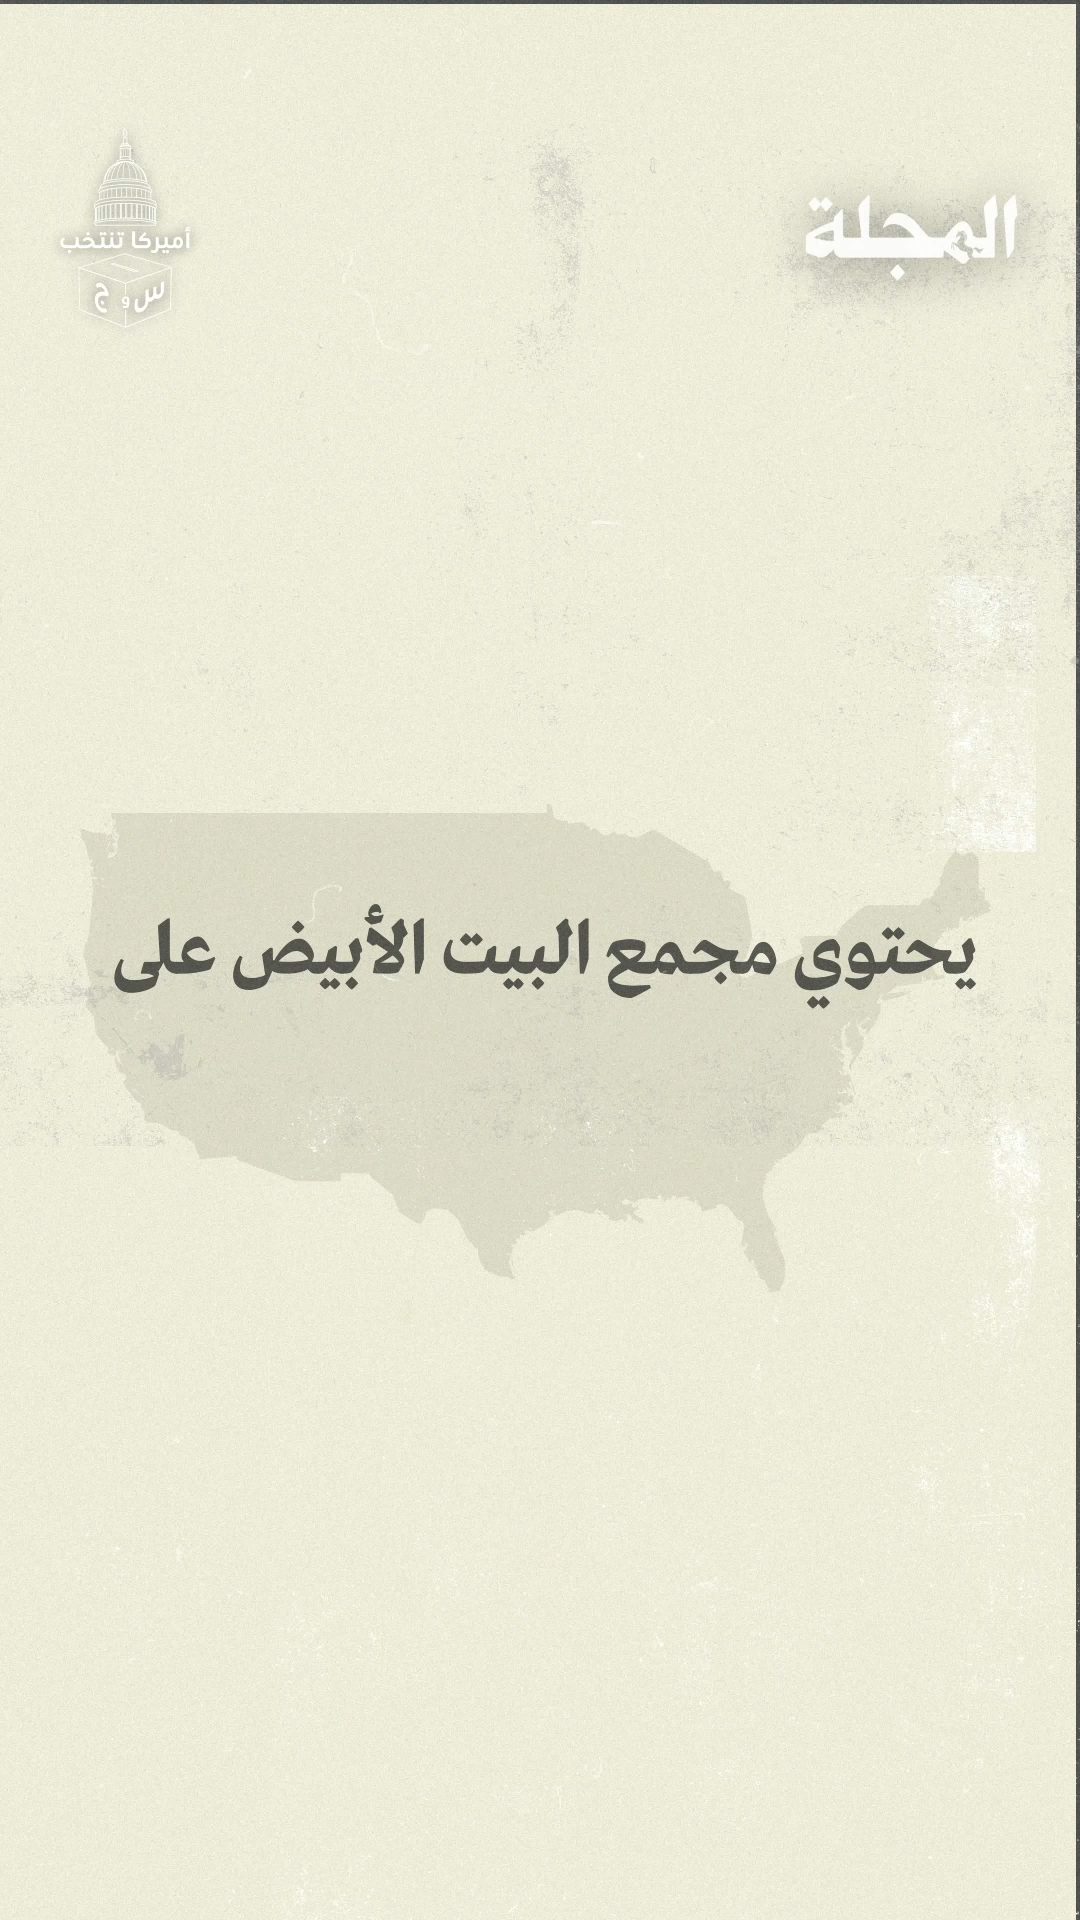 المجلة
أميركا تنتخب
س و ج
يحتوي مجمع البيت الأبيض على